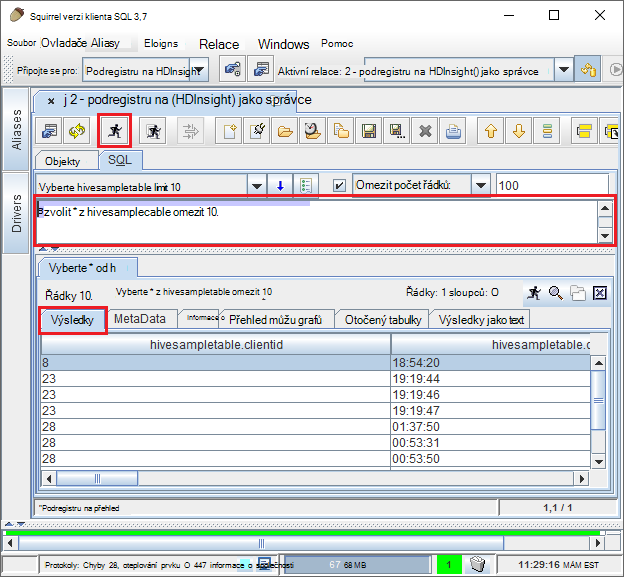 Squirrel verzi klienta SQL 3,7
Soubor Ovladače Aliasy Eloigns Relace Windows Pomoc
Připojte se pro: Podregistru na HDInsight Aktivní relace: 2 - podregistru na HDInsight() jako správce
Aliases
Drivers
× j 2 - podregistru na (HDInsight) jako správce
Objekty SQL
Vyberte hivesampletable limit 10 Omezit počet řádků: 100
zvolit * z hivesamplecable omezit 10.
Vyberte * od h
Řádky 10. Vyberte * z hivesampletable omezit 10 Řádky: 1 sloupců: O
Výsledky MetaData Informace o Přehled můžu grafů Otočený tabulky Výsledky jako text
hivesampletable.clientid hivesampletable.c
8 18:54:20
23 19:19:44
23 19:19:46
23 19:19:47
28 01:37:50
28 00:53:31
28 00:53:50
"Podregistru na přehled 1,1 / 1
Protokoly: Chyby 28, oteplování prvku O 447 informace o společnosti 67 68 MB 1 11:29:16 MÁM EST